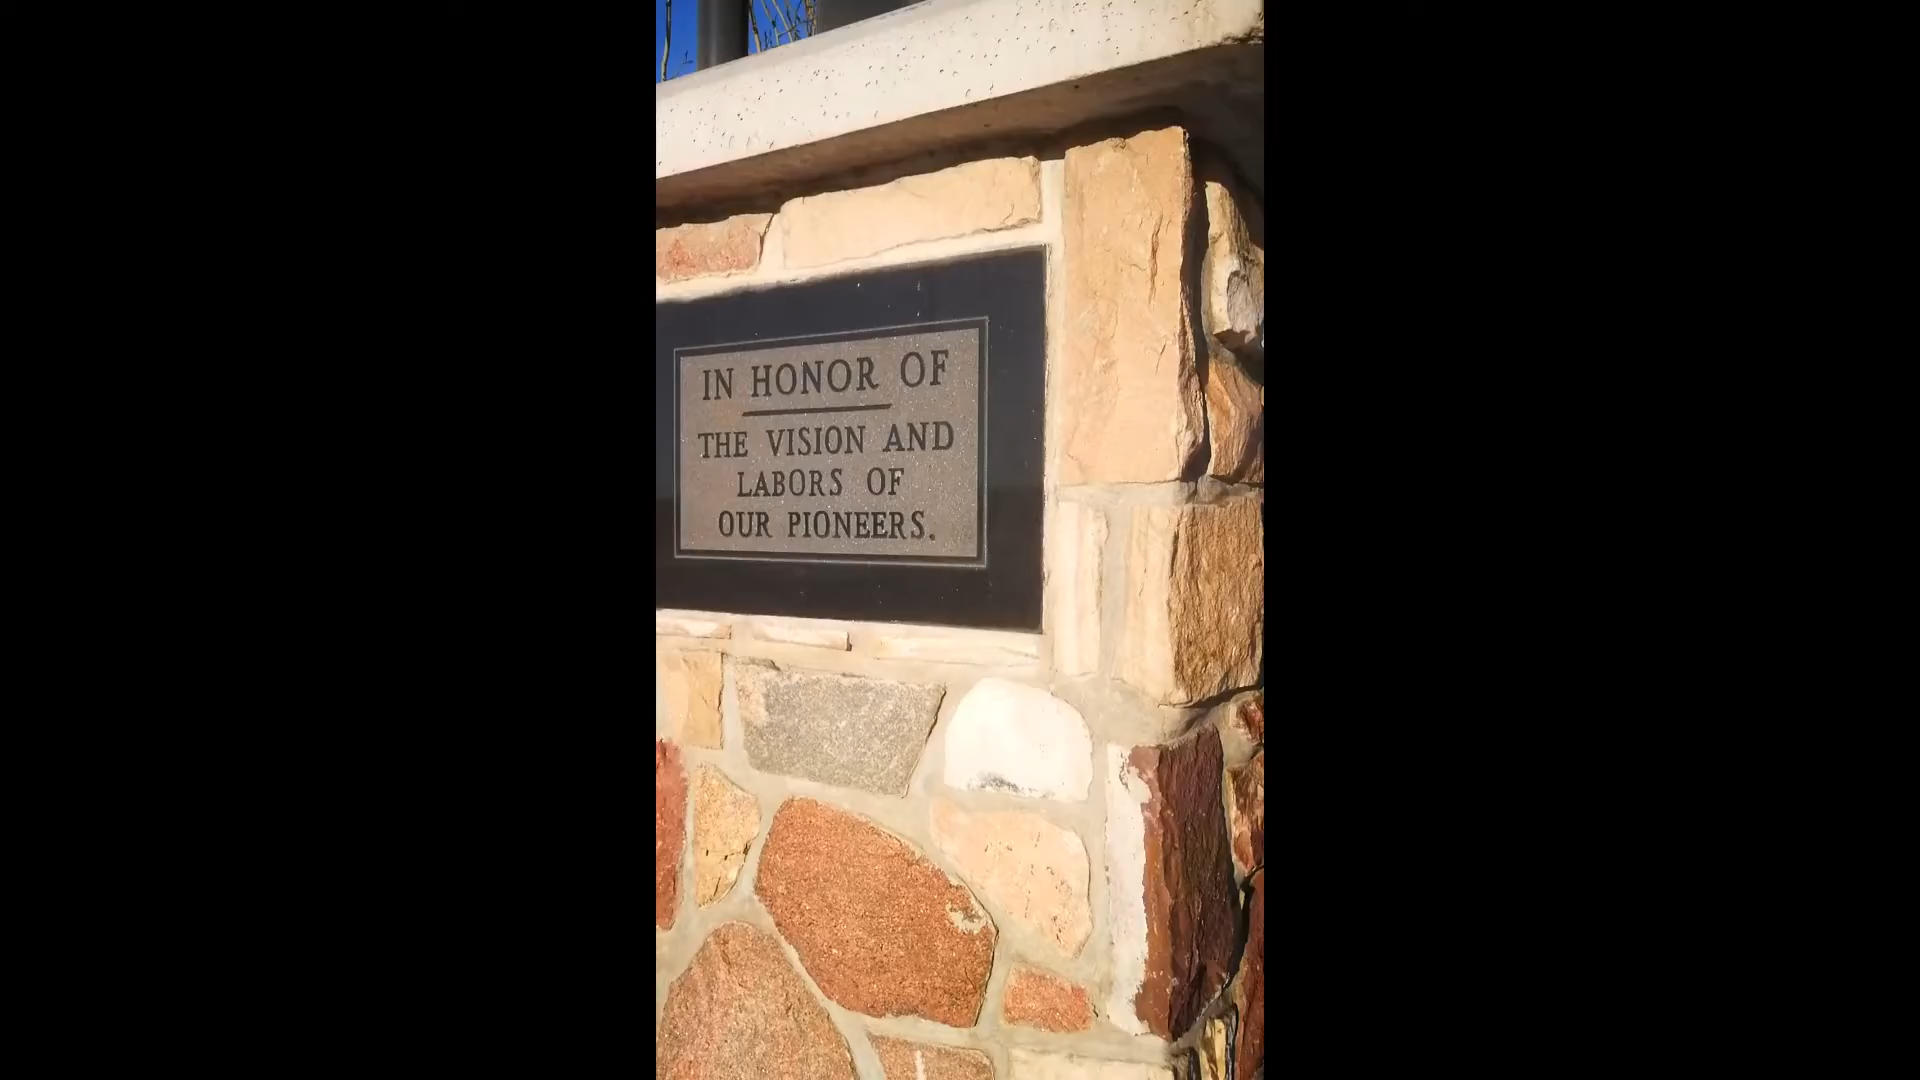 IN HONOR OF
THE VISION AND
LABORS OF
OUR PIONEERS.